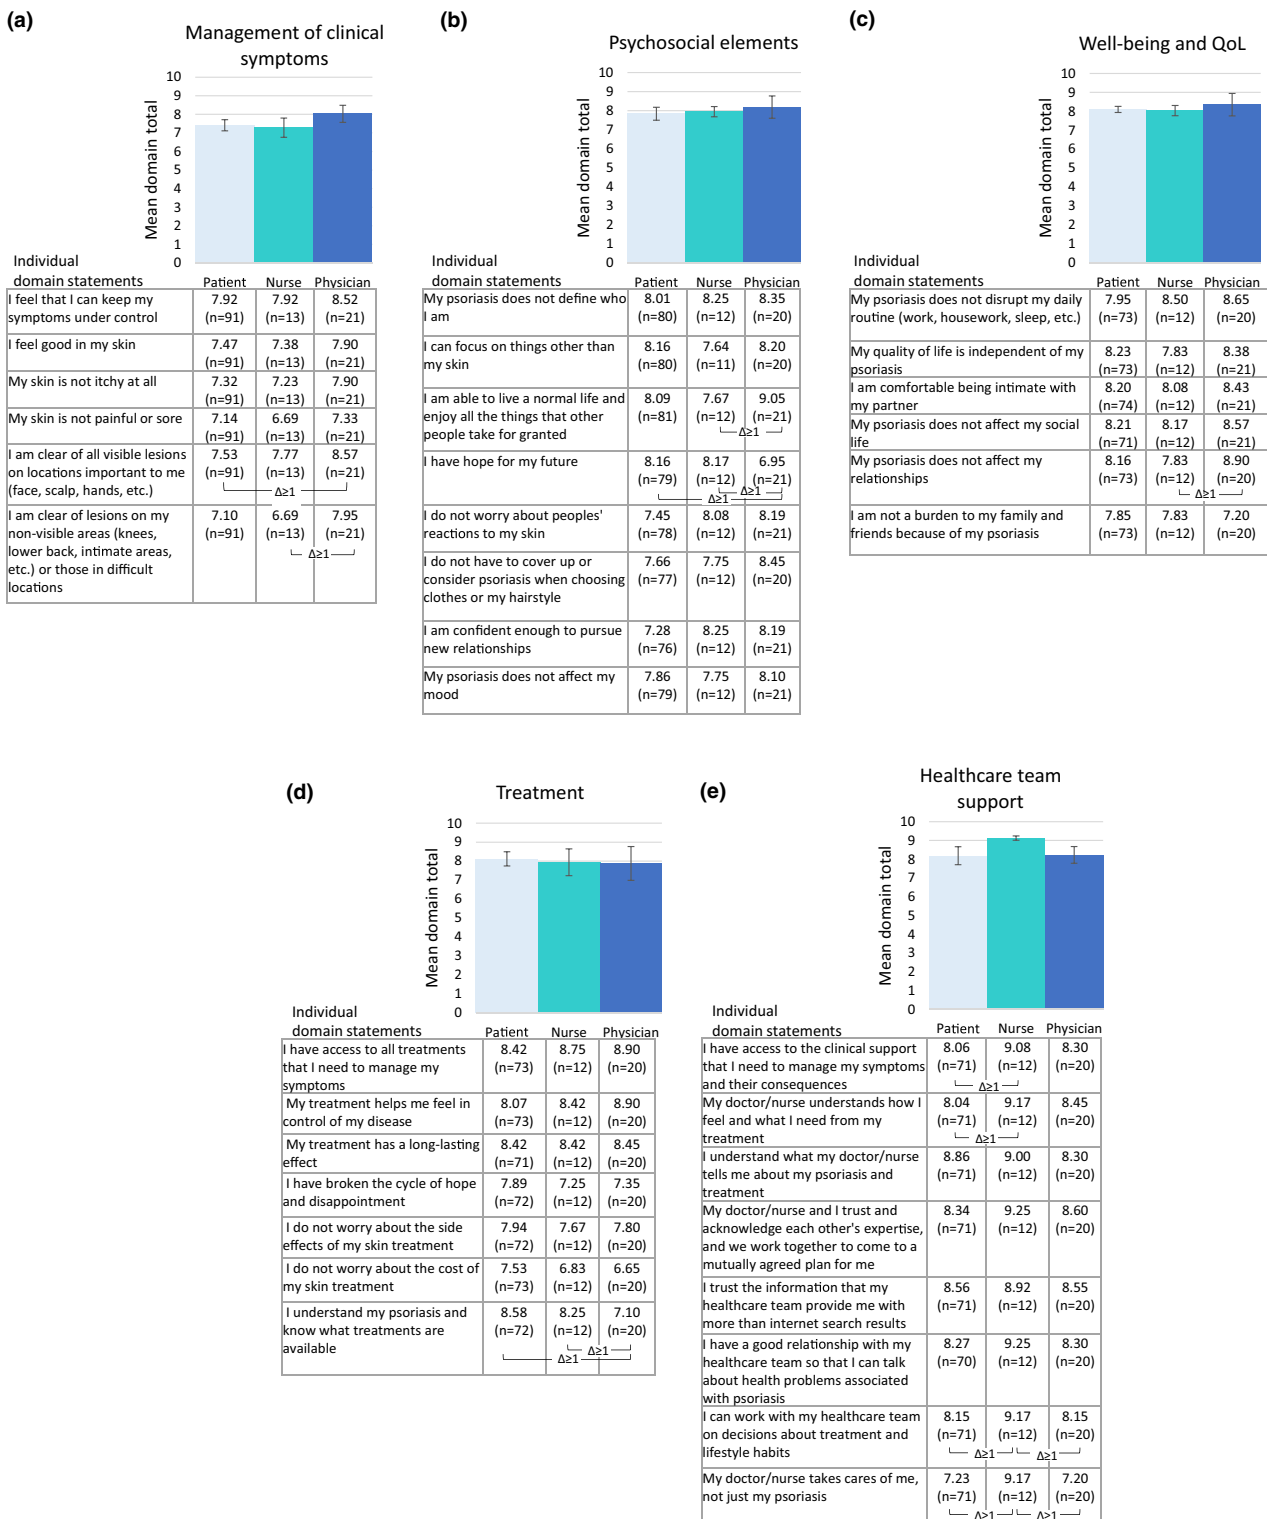 (a)
Management of clinical
symptoms
Mean domain total
10
9
8
7
6
5
4
3
2
1
0
Individual
domain statements Patient Nurse Physician
I feel that I can keep my 7.92 7.92 8.52
symptoms under control (n=91) (n=13) (n=21)
I feel good in my skin 7.47 7.38 7.90
(n=91) (n=13) (n=21)
My skin is not itchy at all 7.32 7.23 7.90
(n=91) (n=13) (n=21)
My skin is not painful or sore 7.14 6.69 7.33
(n=91) (n=13) (n=21)
I am clear of all visible lesions 7.53 7.77 8.57
on locations important to me (n=91) (n=13) (n=21)
(face, scalp, hands, etc.) Δ≥1
I am clear of lesions on my 7.10 6.69 7.95
non-visible areas (knees, (n=91) (n=13) (n=21)
lower back, intimate areas, Δ≥1
etc.) or those in difficult
locations
(b)
Psychosocial elements
Mean domain total
10
9
8
7
6
5
4
3
2
1
0
Individual
domain statements Patient Nurse Physician
My psoriasis does not define who 8.01 8.25 8.35
I am (n=80) (n=12) (n=20)
I can focus on things other than 8.16 7.64 8.20
my skin (n=80) (n=11) (n=20)
I am able to live a normal life and 8.09 7.67 9.05
enjoy all the things that other (n=81) (n=12) (n=21)
people take for granted Δ≥1
I have hope for my future 8.16 8.17 6.95
(n=79) (n=12) (n=21)
Δ≥1
Δ≥1
I do not worry about peoples' 7.45 8.08 8.19
reactions to my skin (n=78) (n=12) (n=21)
I do not have to cover up or 7.66 7.75 8.45
consider psoriasis when choosing (n=77) (n=12) (n=20)
clothes or my hairstyle
I am confident enough to pursue 7.28 8.25 8.19
new relationships (n=76) (n=12) (n=21)
My psoriasis does not affect my 7.86 7.75 8.10
mood (n=79) (n=12) (n=21)
(c)
Well-being and QoL
Mean domain total
10
9
8
7
6
5
4
3
2
1
0
Individual
domain statements Patient Nurse Physician
My psoriasis does not disrupt my daily 7.95 8.50 8.65
routine (work, housework, sleep, etc.) (n=73) (n=12) (n=20)
My quality of life is independent of my 8.23 7.83 8.38
psoriasis (n=73) (n=12) (n=21)
I am comfortable being intimate with 8.20 8.08 8.43
my partner (n=74) (n=12) (n=21)
My psoriasis does not affect my social 8.21 8.17 8.57
life (n=71) (n=12) (n=21)
My psoriasis does not affect my 8.16 7.83 8.90
relationships (n=73) (n=12) (n=20)
Δ≥1
I am not a burden to my family and 7.85 7.83 7.20
friends because of my psoriasis (n=73) (n=12) (n=20)
(d)
Treatment
Mean domain total
10
9
8
7
6
5
4
3
2
1
0
Individual
domain statements Patient Nurse Physician
I have access to all treatments 8.42 8.75 8.90
that I need to manage my (n=73) (n=12) (n=20)
symptoms
My treatment helps me feel in 8.07 8.42 8.90
control of my disease (n=73) (n=12) (n=20)
My treatment has a long-lasting 8.42 8.42 8.45
effect (n=71) (n=12) (n=20)
I have broken the cycle of hope 7.89 7.25 7.35
and disappointment (n=72) (n=12) (n=20)
I do not worry about the side 7.94 7.67 7.80
effects of my skin treatment (n=72) (n=12) (n=20)
I do not worry about the cost of 7.53 6.83 6.65
my skin treatment (n=73) (n=12) (n=20)
I understand my psoriasis and 8.58 8.25 7.10
know what treatments are (n=72) (n=12) (n=20)
available Δ≥1
Δ≥1
(e)
Healthcare team
support
Mean domain total
10
9
8
7
6
5
4
3
2
1
0
Individual
domain statements Patient Nurse Physician
I have access to the clinical support 8.06 9.08 8.30
that I need to manage my symptoms (n=71) (n=12) (n=20)
and their consequences Δ≥1
My doctor/nurse understands how I 8.04 9.17 8.45
feel and what I need from my (n=71) (n=12) (n=20)
treatment Δ≥1
I understand what my doctor/nurse 8.86 9.00 8.30
tells me about my psoriasis and (n=71) (n=12) (n=20)
treatment
My doctor/nurse and I trust and 8.34 9.25 8.60
acknowledge each other's expertise, (n=71) (n=12) (n=20)
and we work together to come to a
mutually agreed plan for me
I trust the information that my 8.56 8.92 8.55
healthcare team provide me with (n=71) (n=12) (n=20)
more than internet search results
I have a good relationship with my 8.27 9.25 8.30
healthcare team so that I can talk (n=70) (n=12) (n=20)
about health problems associated
with psoriasis
I can work with my healthcare team 8.15 9.17 8.15
on decisions about treatment and (n=71) (n=12) (n=20)
lifestyle habits Δ≥1 Δ≥1
My doctor/nurse takes cares of me, 7.23 9.17 7.20
not just my psoriasis (n=71) (n=12) (n=20)
Δ≥1 Δ≥1